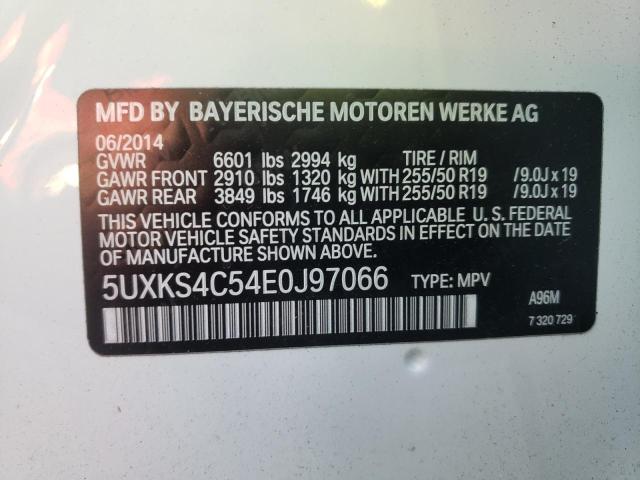 MFD BY BAYERISCHE MOTOREN WERKE AG
06/2014
GVWR 6601 lbs 2994 kg TIRE / RIM
GAWR FRONT 2910 lbs 1320 kg WITH 255/50 R19 /9.0J x 19
GAWR REAR 3849 lbs 1746 kg WITH 255/50 R19 /9.0J x 19
THIS VEHICLE CONFORMS TO ALL APPLICABLE U. S. FEDERAL
MOTOR VEHICLE SAFETY STANDARDS IN EFFECT ON THE DATE
OF MANUFACTURE SHOWN ABOVE.
5UXKS4C54E0J97066 TYPE: MPV
A96M
7 320 729